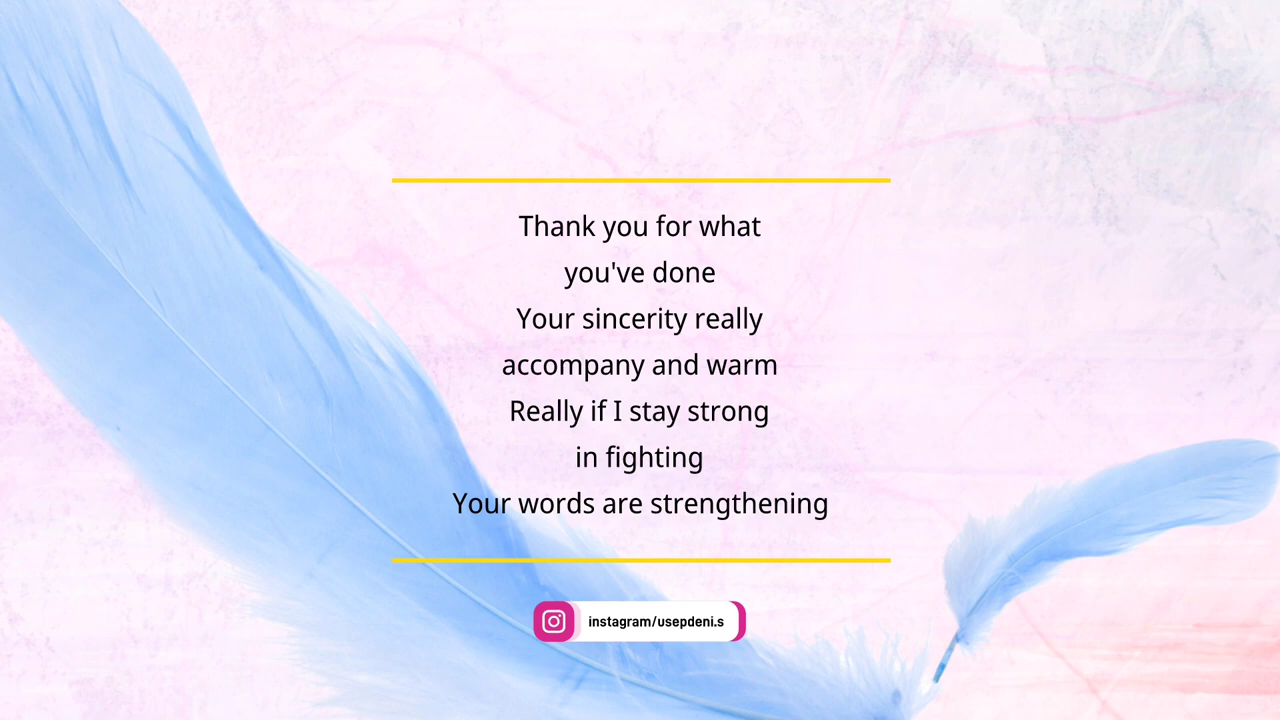 Thank you for what
you've done
Your sincerity really
accompany and warm
Really if I stay strong
in fighting
Your words are strengthening
instagram/usepdeni.s